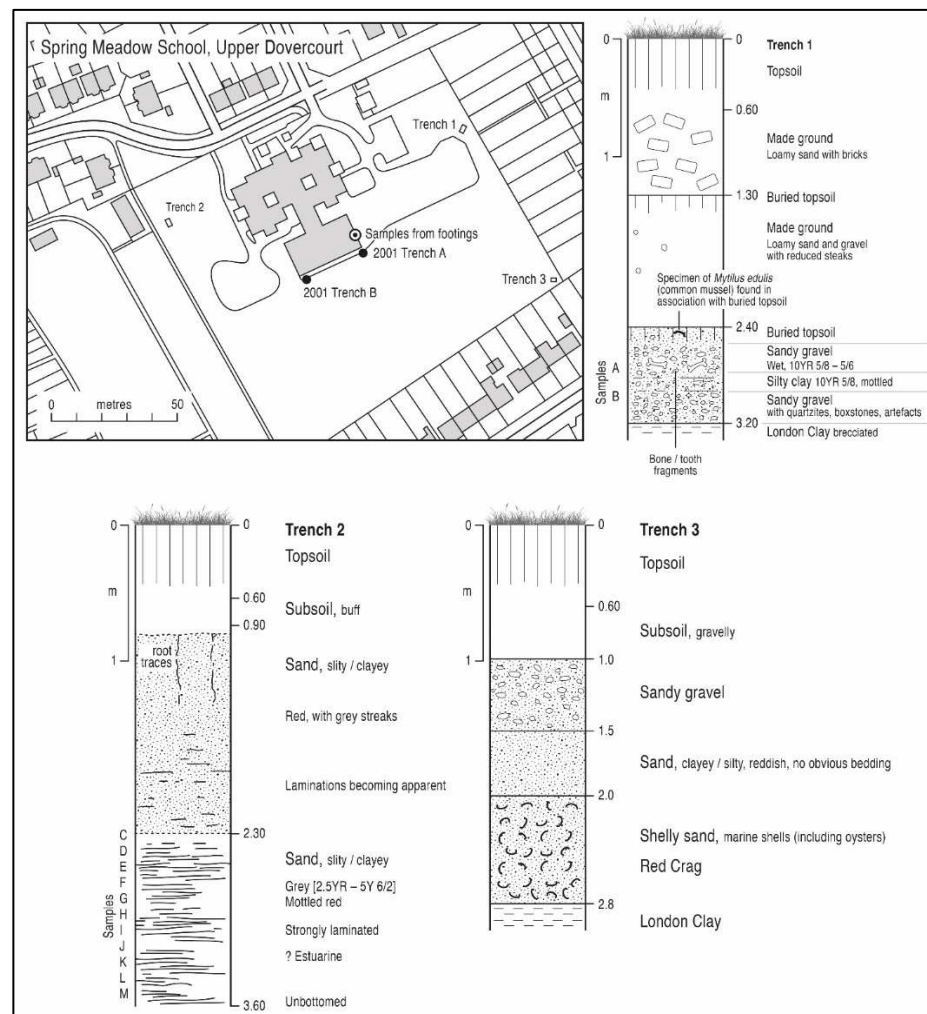 Spring Meadow School, Upper Dovercourt
Trench 1
Trench 2
Samples from footings
2001 Trench A
2001 Trench B
Trench 3
0 metres 50
0
m
1
Samples
A
B
0
0.60
1.30
2.40
3.20
Trench 1
Topsoil
Made ground
Loamy sand with bricks
Buried topsoil
Made ground
Loamy sand and gravel
with reduced steaks
Specimen of Mytilus edulis
(common mussel) found in
association with buried topsoil
Buried topsoil
Sandy gravel
Wet, 10YR 5/8 – 5/6
Silty clay 10YR 5/8, mottled
Sandy gravel
with quartzites, boxstones, artefacts
London Clay brecciated
Bone / tooth
fragments
0
m
1
Samples
C
D
E
F
G
H
I
J
K
L
M
root
traces
0
0.60
0.90
2.30
3.60
Trench 2
Topsoil
Subsoil, buff
Sand, slity / clayey
Red, with grey streaks
Laminations becoming apparent
Sand, slity / clayey
Grey [2.5YR – 5Y 6/2]
Mottled red
Strongly laminated
? Estuarine
Unbottomed
0
m
1
0
0.60
1.0
1.5
2.0
2.8
Trench 3
Topsoil
Subsoil, gravelly
Sandy gravel
Sand, clayey / silty, reddish, no obvious bedding
Shelly sand, marine shells (including oysters)
Red Crag
London Clay